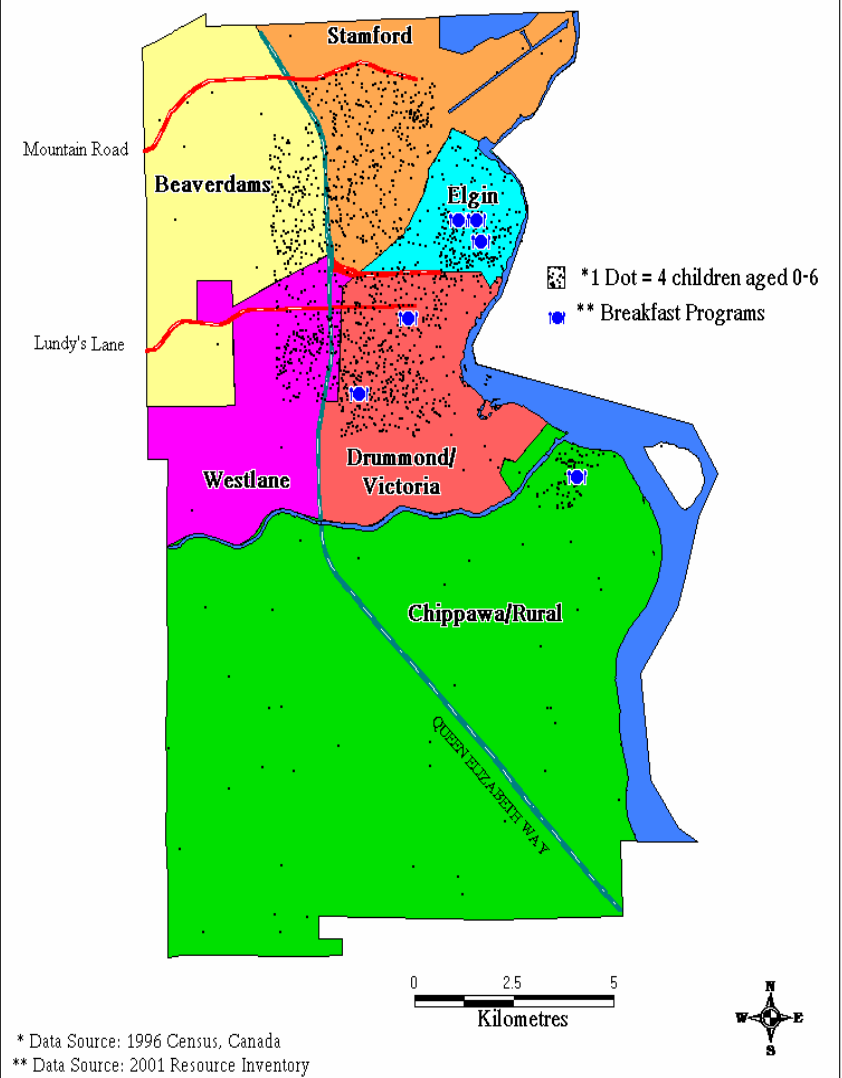 Stamford
Mountain Road
Beaverdams
Elgin
*1 Dot = 4 children aged 0-6
** Breakfast Programs
Lundy's Lane
Drummond/
Victoria
Westlane
Chippawa/Rural
QUEEN ELIZABETH WAY
0 2.5 5
Kilometres
N
W E
S
* Data Source: 1996 Census, Canada
** Data Source: 2001 Resource Inventory